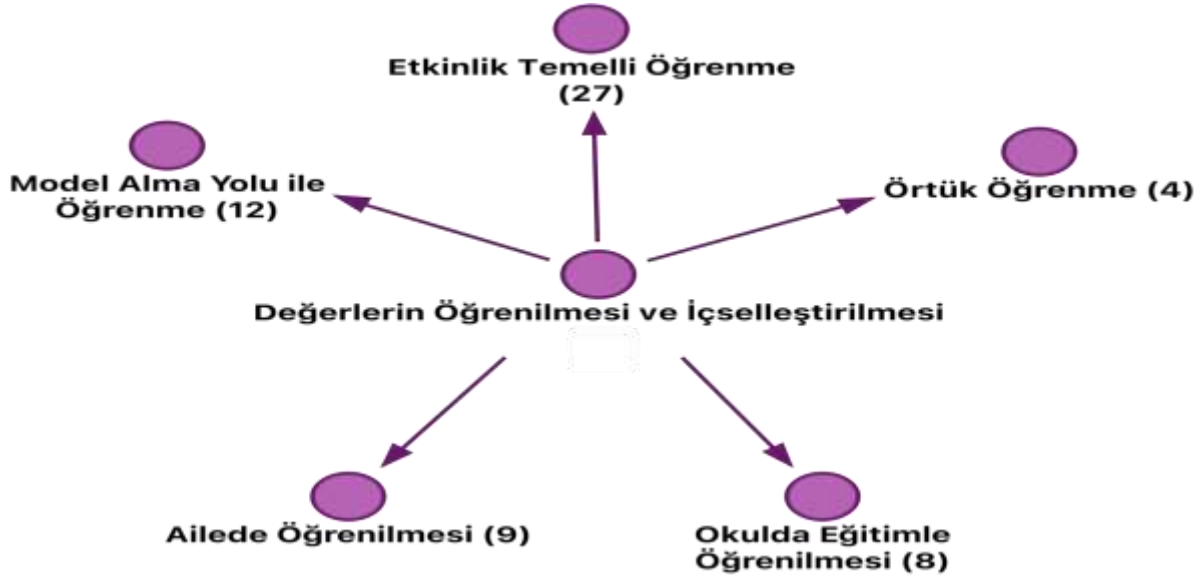 Etkinlik Temelli Öğrenme
(27)
Model Alma Yolu ile
Öğrenme (12)
Örtük Öğrenme (4)
Değerlerin Öğrenilmesi ve İçselleştirilmesi
Ailede Öğrenilmesi (9)
Okulda Eğitimle
Öğrenilmesi (8)